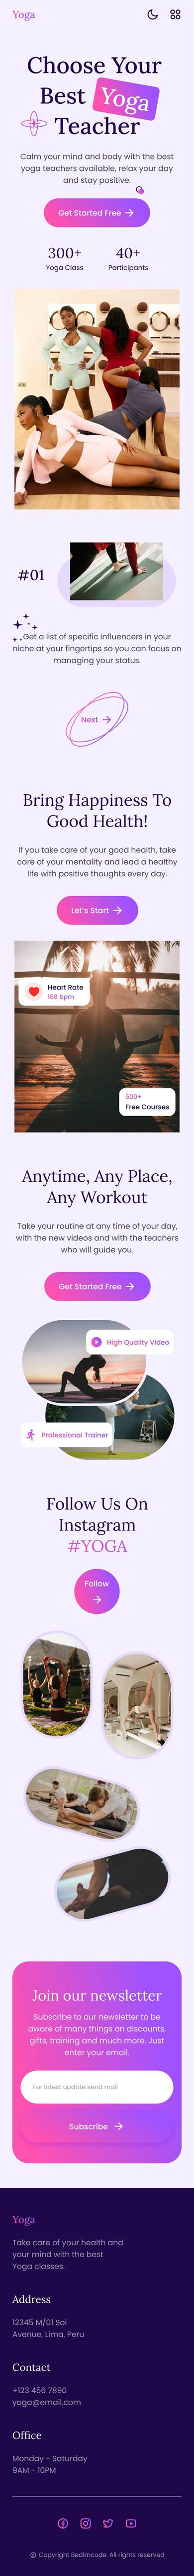 Yoga
Choose Your
Best Yoga
Teacher
Calm your mind and body with the best
yoga teachers available, relax your day
and stay positive.
Get Started Free
300+
Yoga Class
40+
Participants
#01
Get a list of specific influencers in your
niche at your fingertips so you can focus on
managing your status.
Next
Bring Happiness To
Good Health!
If you take care of your good health, take
care of your mentality and lead a healthy
life with positive thoughts every day.
Let's Start
Heart Rate
168 bpm
500+
Free Courses
Anytime, Any Place,
Any Workout
Take your routine at any time of your day,
with the new videos and with the teachers
who will guide you.
Get Started Free
High Quality Video
Professional Trainer
Follow Us On
Instagram
#YOGA
Follow
Join our newsletter
Subscribe to our newsletter to be
aware of many things on discounts,
gifts, training and much more. Just
enter your email.
For latest update send mail
Subscribe
Yoga
Take care of your health and
your mind with the best
Yoga classes.
Address
12345 M/01 Sol
Avenue, Lima, Peru
Contact
+123 456 7890
yoga@email.com
Office
Monday - Saturday
9AM - 10PM
© Copyright Bedimcode. All rights reserved